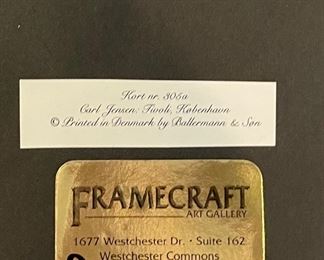 Kort nr. 305a
Carl Jensen: Tivoli, København
© Printed in Denmark by Ballermann & Søn
FRAMECRAFT
ART GALLERY
1677 Westchester Dr. • Suite 162
Westchester Commons